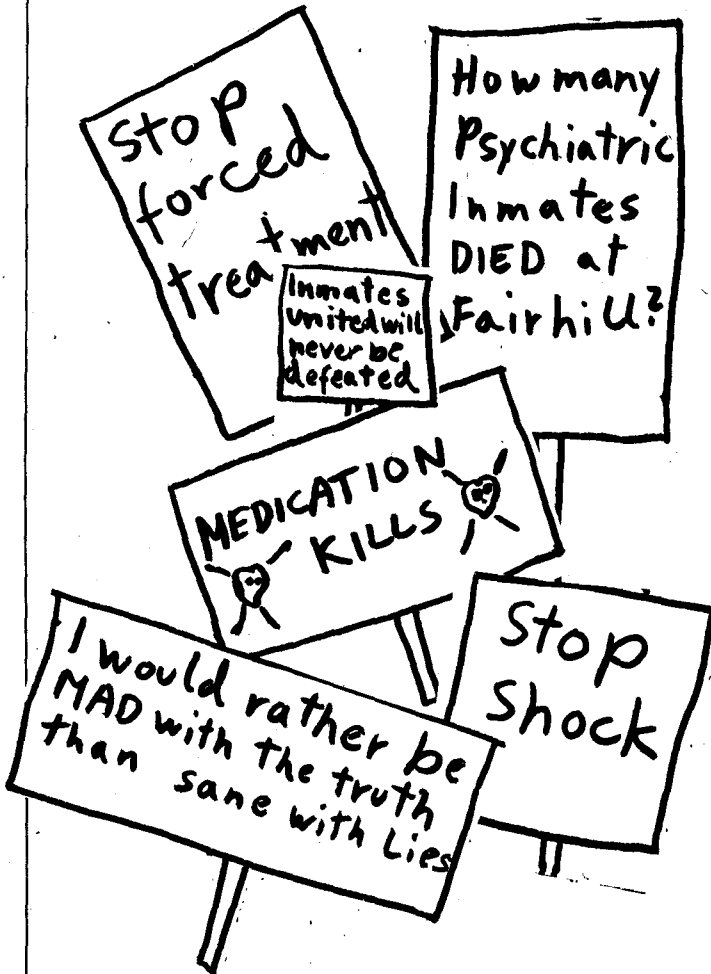 Stop
forced
treatment
How many
Psychiatric
Inmates
DIED at
Fairhill?
Inmates
united will
never be
defeated
MEDICATION
KILLS
Stop
Shock
I would rather be
MAD with the truth
than sane with Lies